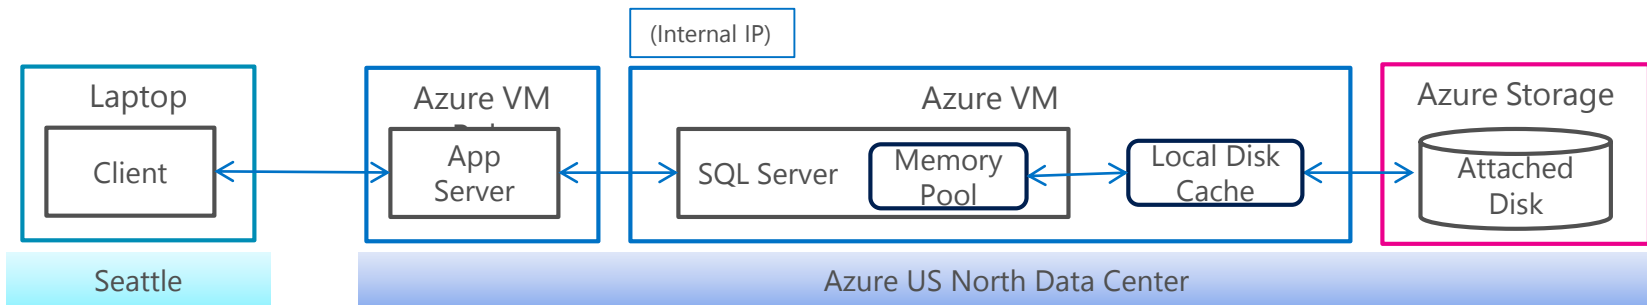 (Internal IP)
Laptop
Client
Azure VM
App
Server
Azure VM
SQL Server
Memory
Pool
Local Disk
Cache
Azure Storage
Attached
Disk
Seattle
Azure US North Data Center